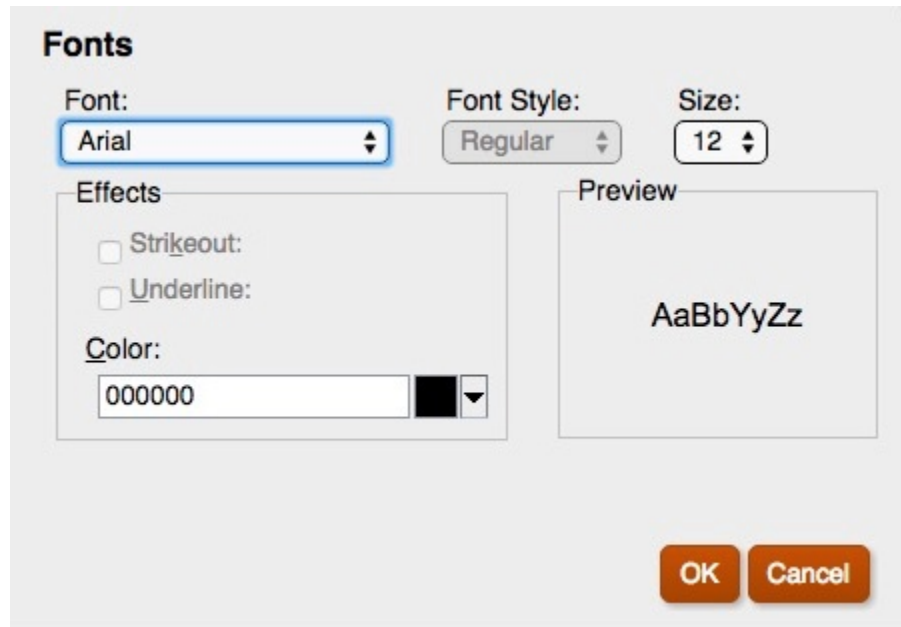 Fonts
Font: Font Style: Size:
Arial Regular 12
Effects Preview
Strikeout:
Underline:
AaBbYyZz
Color:
000000
OK Cancel